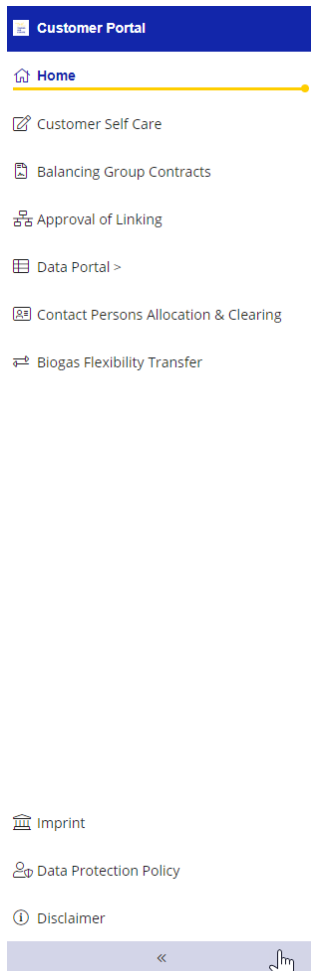 Customer Portal
Home
Customer Self Care
Balancing Group Contracts
Approval of Linking
Data Portal >
Contact Persons Allocation & Clearing
Biogas Flexibility Transfer
Imprint
Data Protection Policy
Disclaimer
«